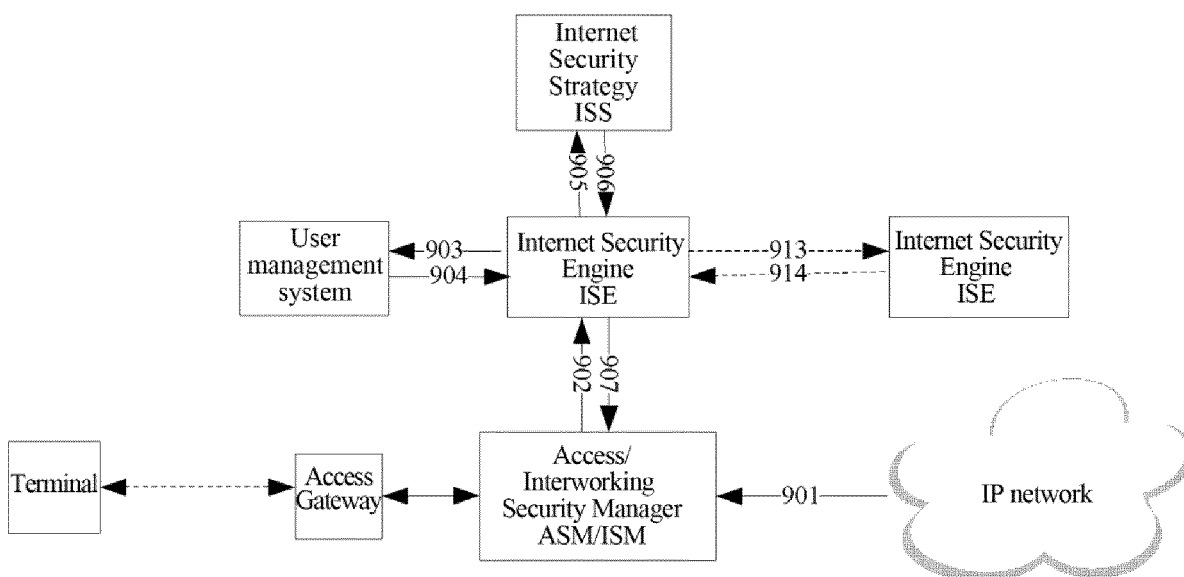 Internet
Security
Strategy
ISS
905
906
User
management
system
903
904
Internet Security
Engine
ISE
913
914
Internet Security
Engine
ISE
902
907
Terminal
Access
Gateway
Access/
Interworking
Security Manager
ASM/ISM
901
IP network